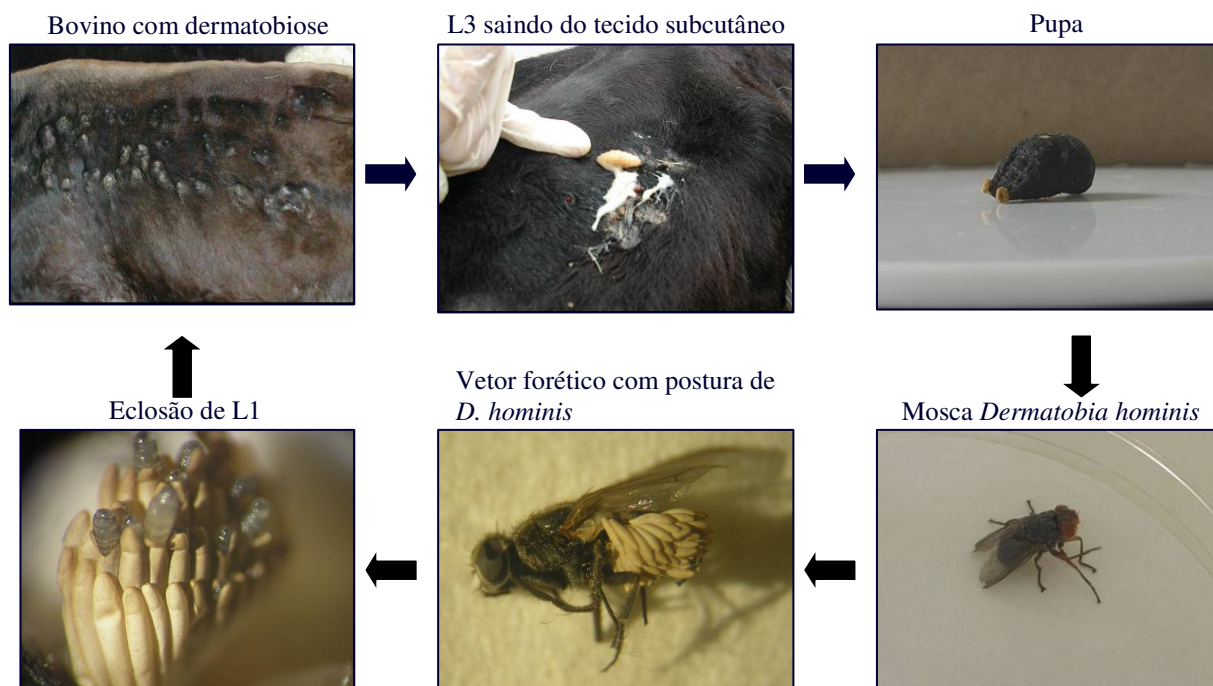 Bovino com dermatobiose
L3 saindo do tecido subcutâneo
Pupa
Eclosão de L1
Vetor forético com postura de
D. hominis
Mosca Dermatobia hominis